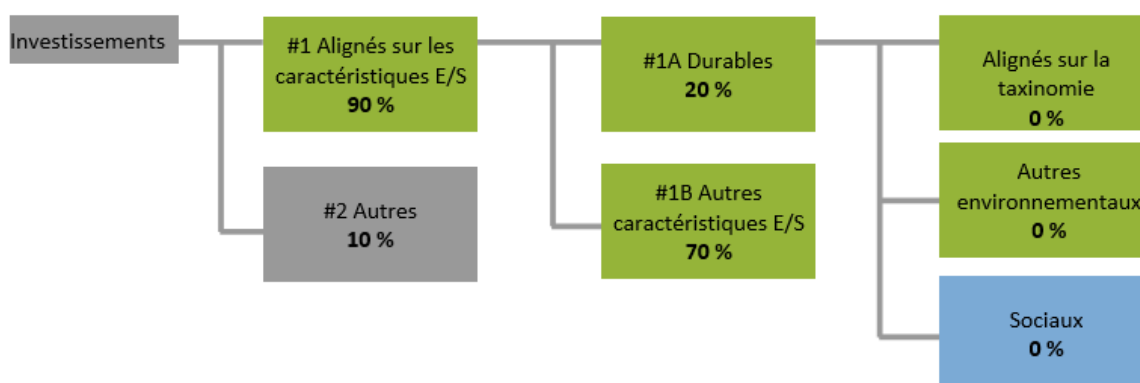 Investissements
#1 Alignés sur les
caractéristiques E/S
90 %
#2 Autres
10 %
#1A Durables
20 %
#1B Autres
caractéristiques E/S
70 %
Alignés sur la
taxinomie
0 %
Autres
environnementaux
0 %
Sociaux
0 %